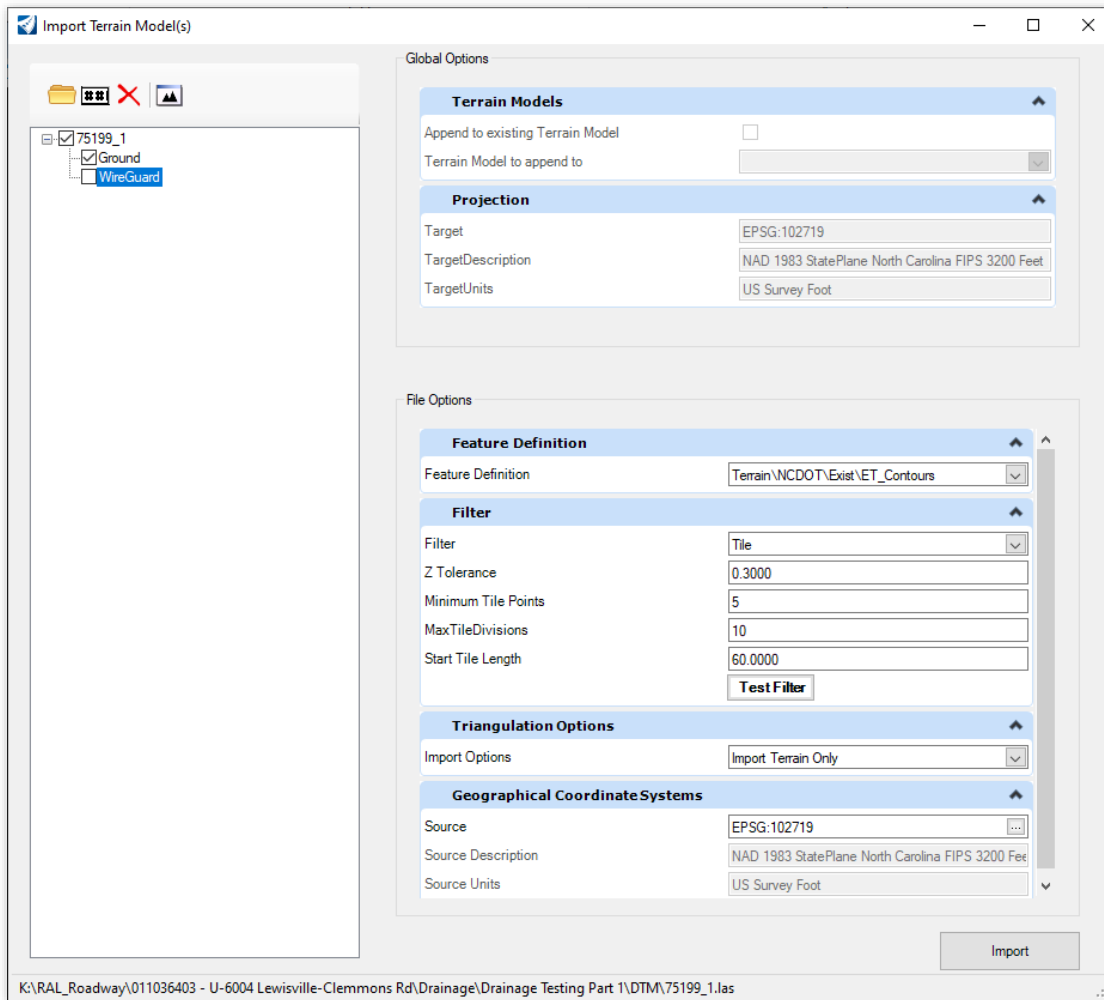 Import Terrain Model(s)
75199_1
Ground
WireGuard
Global Options
Terrain Models
Append to existing Terrain Model
Terrain Model to append to
Projection
Target EPSG:102719
TargetDescription NAD 1983 StatePlane North Carolina FIPS 3200 Feet
TargetUnits US Survey Foot
File Options
Feature Definition
Feature Definition Terrain\NCDOT\Exist\ET_Contours
Filter
Filter Tile
Z Tolerance 0.3000
Minimum Tile Points 5
MaxTileDivisions 10
Start Tile Length 60.0000
Test Filter
Triangulation Options
Import Options Import Terrain Only
Geographical Coordinate Systems
Source EPSG:102719 ...
Source Description NAD 1983 StatePlane North Carolina FIPS 3200 Fee
Source Units US Survey Foot
Import
K:\RAL_Roadway\011036403 - U-6004 Lewisville-Clemmons Rd\Drainage\Drainage Testing Part 1\DTM\75199_1.las